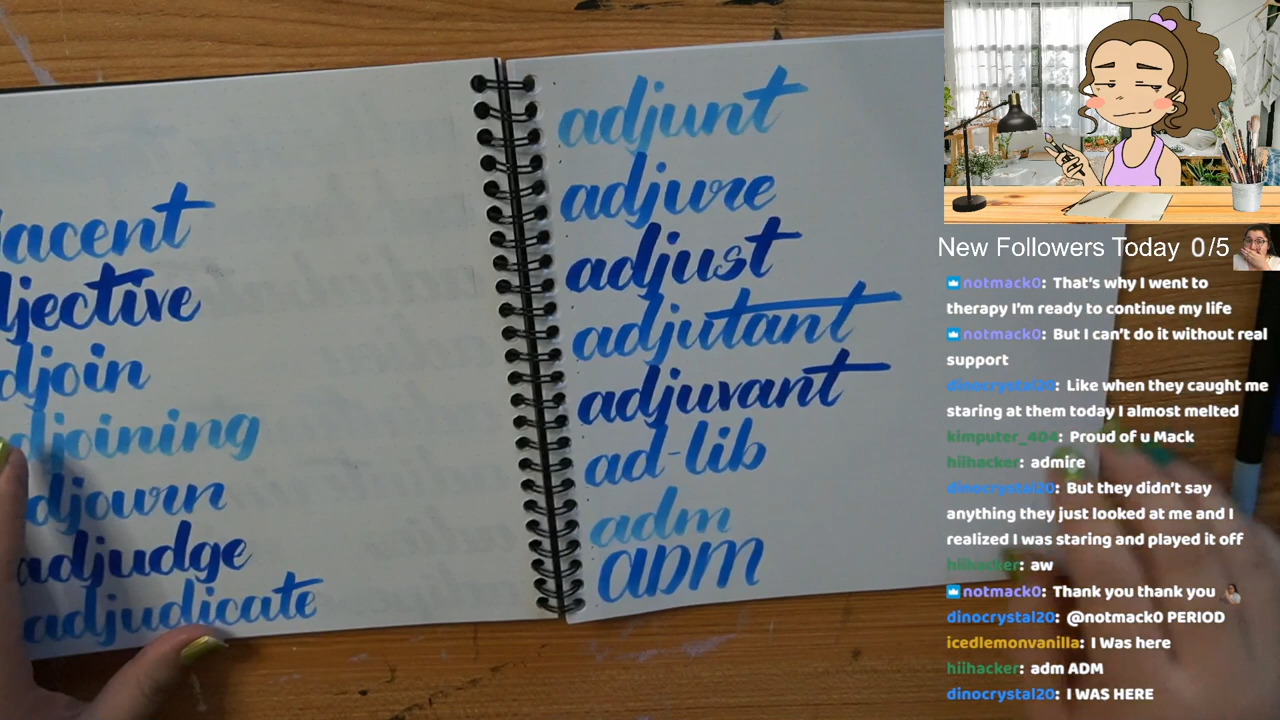 acent
djective
djoin
djoining
djourn
adjudge
adjudicate
adjunt
adjure
adjust
adjutant
adjuvant
ad-lib
adm
ADM
New Followers Today 0/5
notmack0: That's why I went to
therapy I'm ready to continue my life
notmack0: But I can't do it without real
support
dinocrystal20: Like when they caught me
staring at them today I almost melted
kimputer_404: Proud of u Mack
hiihacker: admire
dinocrystal20: But they didn't say
anything they just looked at me and I
realized I was staring and played it off
hiihacker: aw
notmack0: Thank you thank you
dinocrystal20: @notmack0 PERIOD
icedlemonvanilla: I Was here
hiihacker: adm ADM
dinocrystal20: I WAS HERE